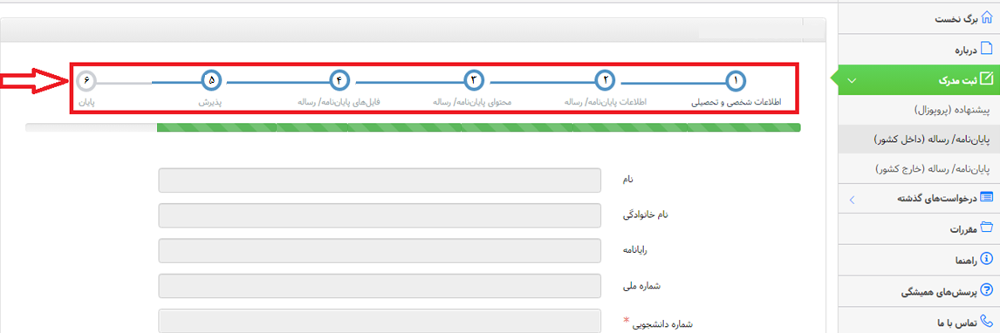 برگ نخست
درباره
ثبت مدرک
پیشنهاده (پروپوزال)
پایان‌نامه/ رساله (داخل کشور)
پایان‌نامه/ رساله (خارج کشور)
درخواست‌های گذشته
مقررات
راهنما
پرسش‌های همیشگی
تماس با ما
۱ ۲ ۳ ۴ ۵ ۶
اطلاعات شخصی و تحصیلی اطلاعات پایان‌نامه/ رساله محتوای پایان‌نامه/ رساله فایل‌های پایان‌نامه/ رساله پذیرش پایان
نام
نام خانوادگی
رایانامه
شماره ملی
شماره دانشجویی *